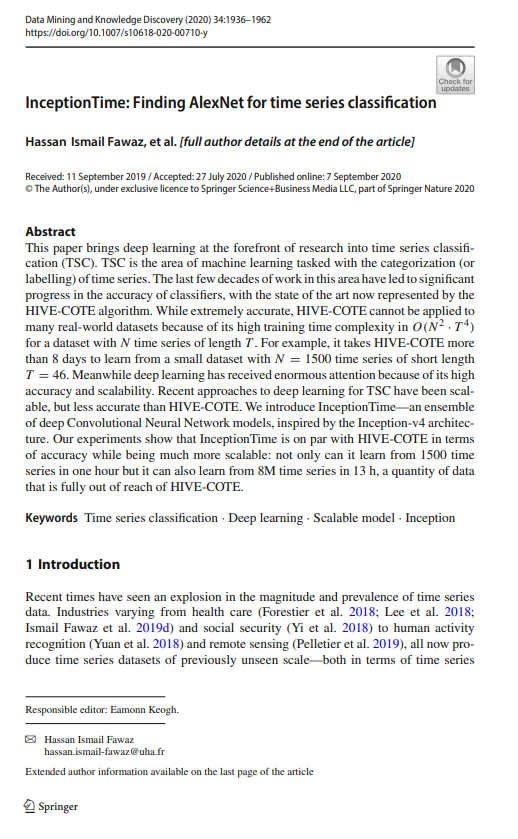 Data Mining and Knowledge Discovery (2020) 34:1936–1962
https://doi.org/10.1007/s10618-020-00710-y
Check for
updates
InceptionTime: Finding AlexNet for time series classification
Hassan Ismail Fawaz, et al. [full author details at the end of the article]
Received: 11 September 2019 / Accepted: 27 July 2020 / Published online: 7 September 2020
© The Author(s), under exclusive licence to Springer Science+Business Media LLC, part of Springer Nature 2020
Abstract
This paper brings deep learning at the forefront of research into time series classifi-
cation (TSC). TSC is the area of machine learning tasked with the categorization (or
labelling) of time series. The last few decades of work in this area have led to significant
progress in the accuracy of classifiers, with the state of the art now represented by the
HIVE-COTE algorithm. While extremely accurate, HIVE-COTE cannot be applied to
many real-world datasets because of its high training time complexity in O(N² · T⁴)
for a dataset with N time series of length T. For example, it takes HIVE-COTE more
than 8 days to learn from a small dataset with N = 1500 time series of short length
T = 46. Meanwhile deep learning has received enormous attention because of its high
accuracy and scalability. Recent approaches to deep learning for TSC have been scal-
able, but less accurate than HIVE-COTE. We introduce InceptionTime—an ensemble
of deep Convolutional Neural Network models, inspired by the Inception-v4 architec-
ture. Our experiments show that InceptionTime is on par with HIVE-COTE in terms
of accuracy while being much more scalable: not only can it learn from 1500 time
series in one hour but it can also learn from 8M time series in 13 h, a quantity of data
that is fully out of reach of HIVE-COTE.
Keywords Time series classification · Deep learning · Scalable model · Inception
1 Introduction
Recent times have seen an explosion in the magnitude and prevalence of time series
data. Industries varying from health care (Forestier et al. 2018; Lee et al. 2018;
Ismail Fawaz et al. 2019d) and social security (Yi et al. 2018) to human activity
recognition (Yuan et al. 2018) and remote sensing (Pelletier et al. 2019), all now pro-
duce time series datasets of previously unseen scale—both in terms of time series
Responsible editor: Eamonn Keogh.
✉ Hassan Ismail Fawaz
hassan.ismail-fawaz@uha.fr
Extended author information available on the last page of the article
Springer